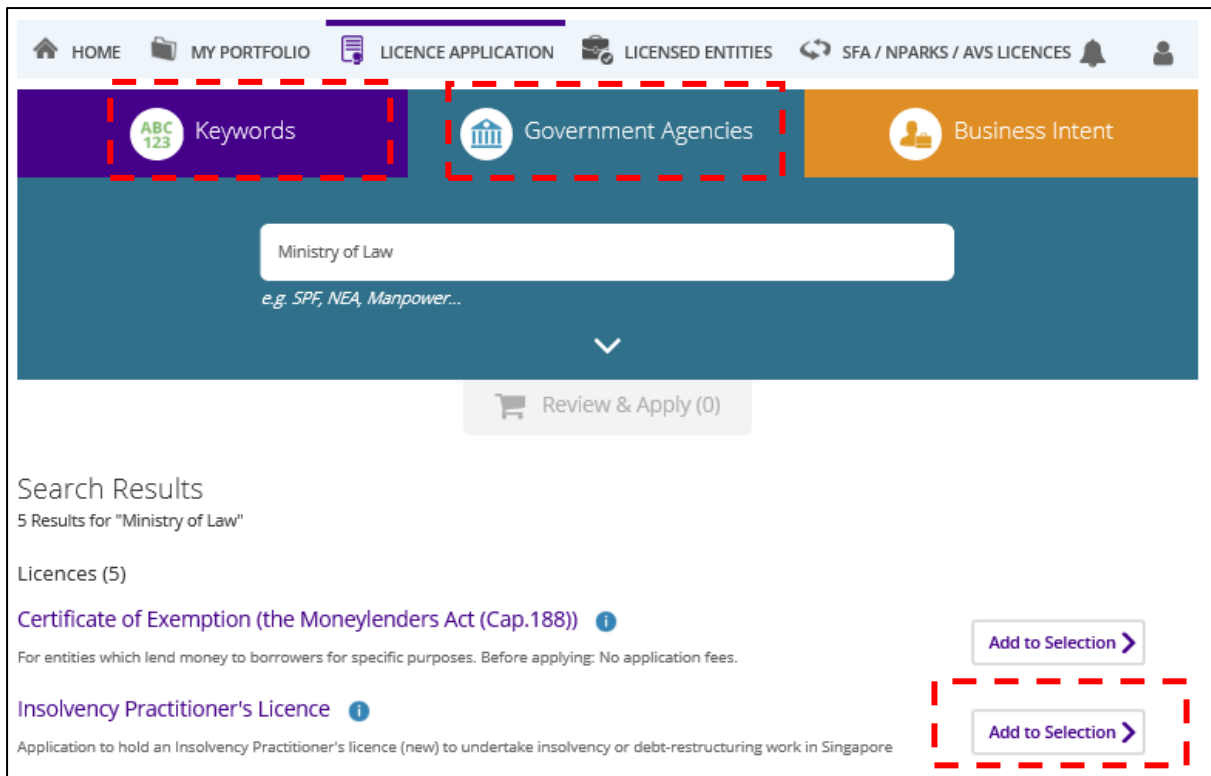 HOME MY PORTFOLIO LICENCE APPLICATION LICENSED ENTITIES SFA / NPARKS / AVS LICENCES
ABC 123 Keywords Government Agencies Business Intent
Ministry of Law
e.g. SPF, NEA, Manpower...
Review & Apply (0)
Search Results
5 Results for "Ministry of Law"
Licences (5)
Certificate of Exemption (the Moneylenders Act (Cap.188)) i
Add to Selection
For entities which lend money to borrowers for specific purposes. Before applying: No application fees.
Insolvency Practitioner's Licence i
Add to Selection
Application to hold an Insolvency Practitioner's licence (new) to undertake insolvency or debt-restructuring work in Singapore